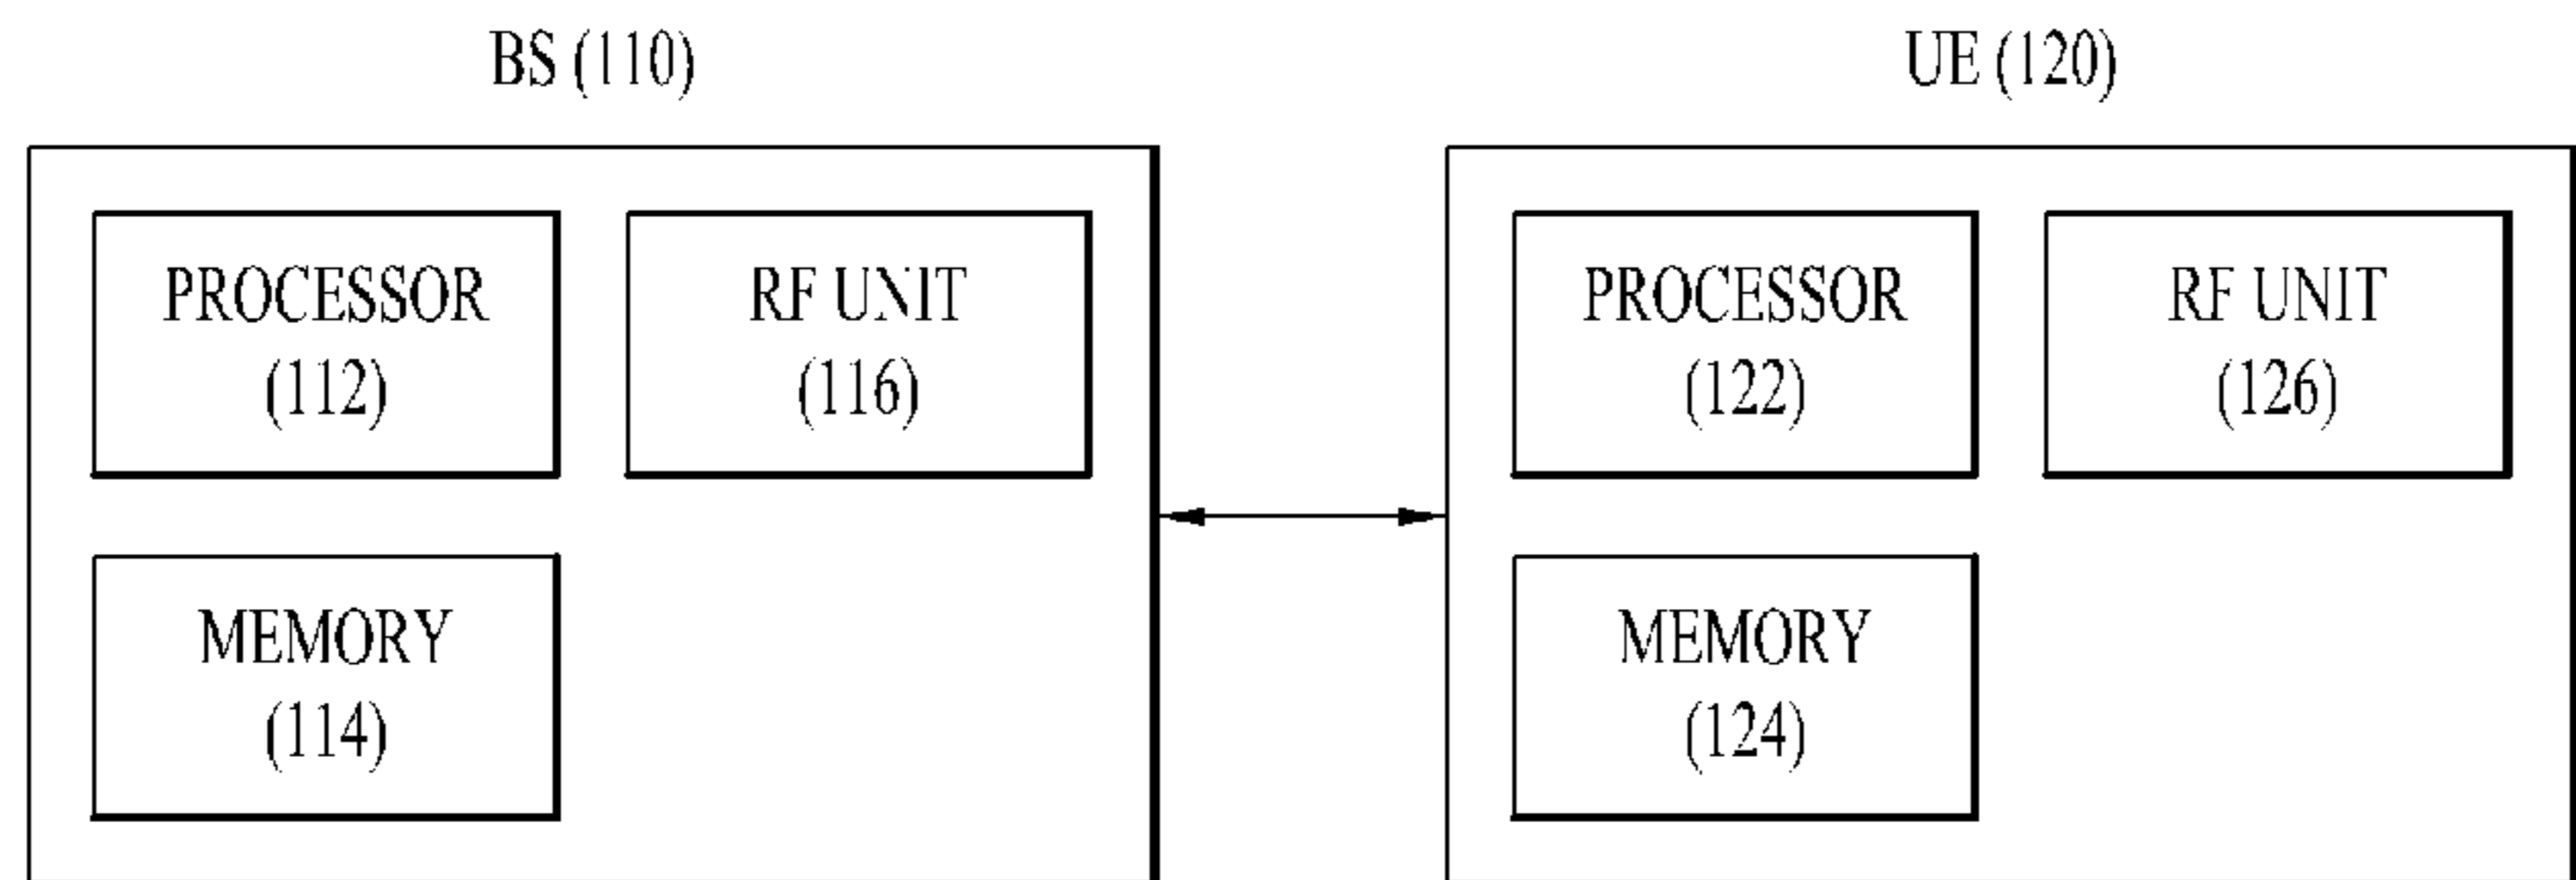 BS (110)
PROCESSOR
(112)
RF UNIT
(116)
MEMORY
(114)
UE (120)
PROCESSOR
(122)
RF UNIT
(126)
MEMORY
(124)